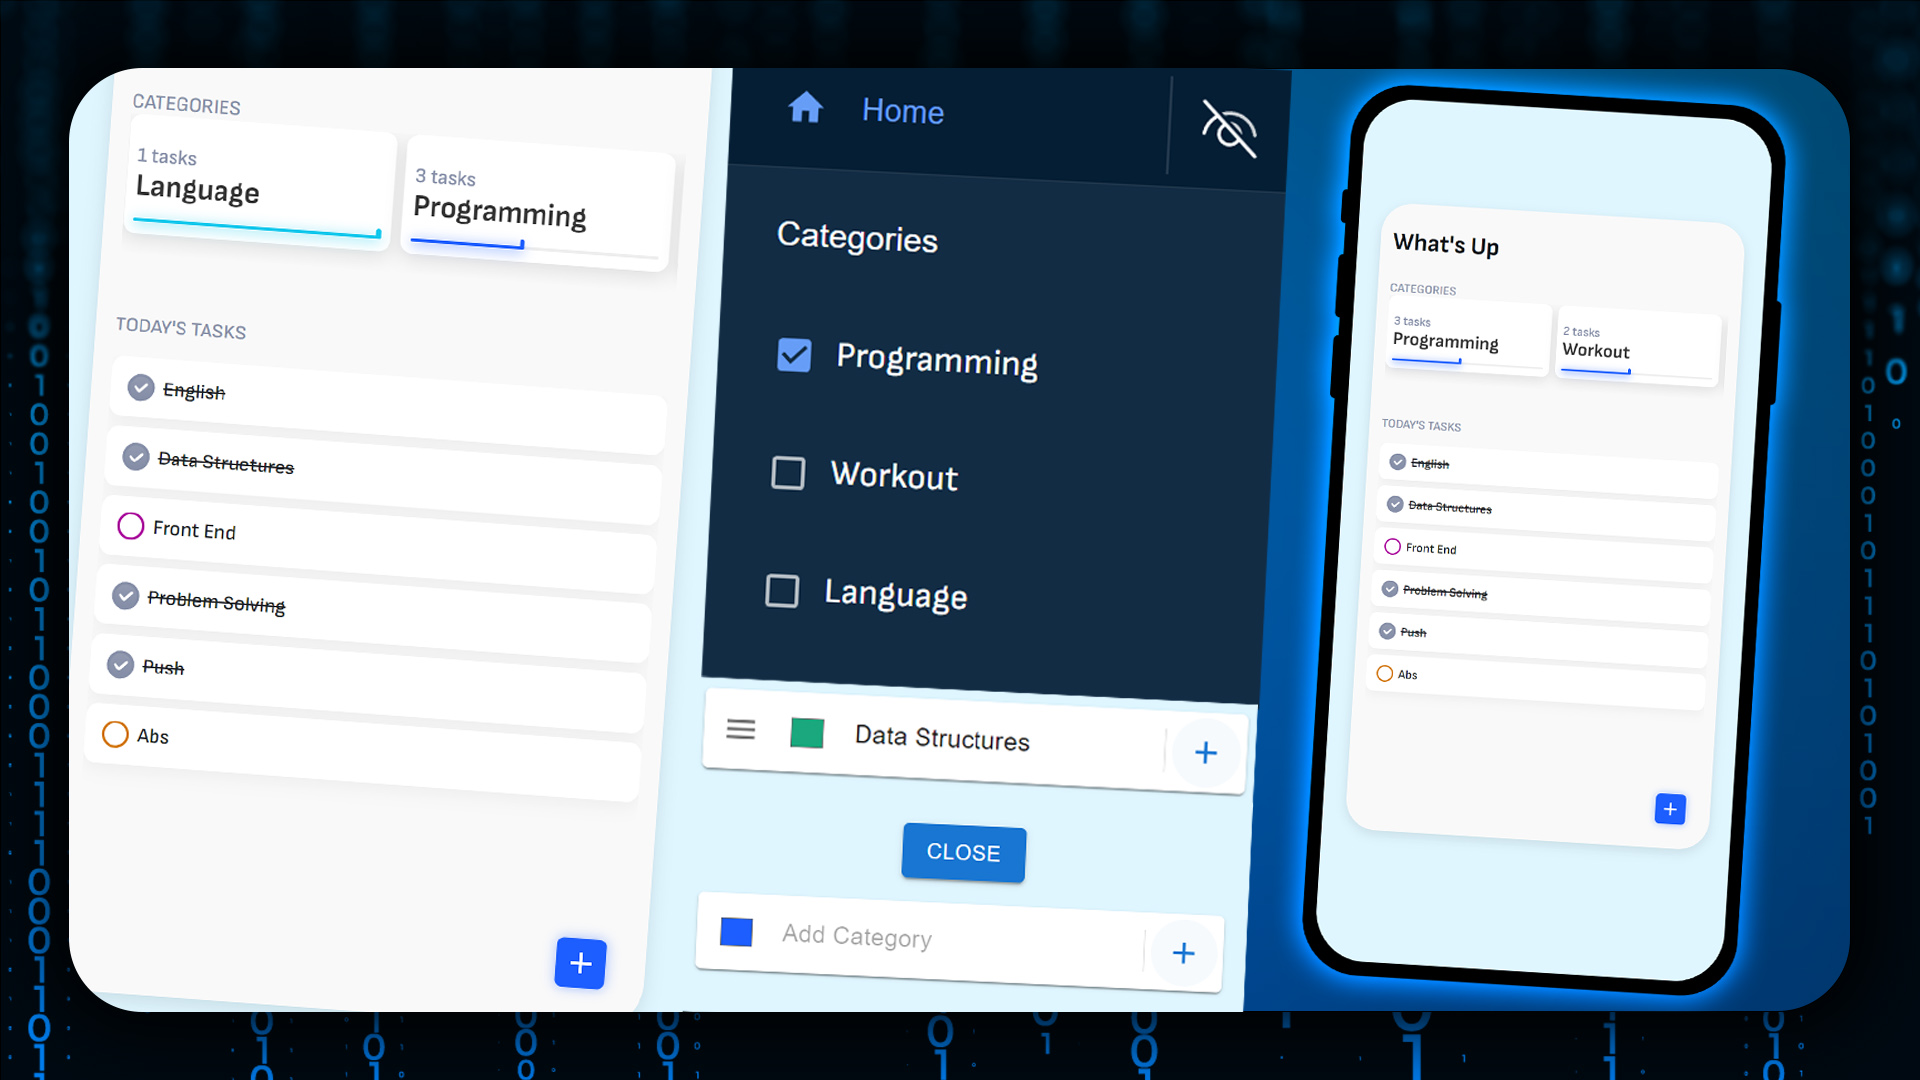 CATEGORIES
1 tasks
Language
3 tasks
Programming
TODAY'S TASKS
English
Data Structures
Front End
Problem Solving
Push
Abs
Home
Categories
Programming
Workout
Language
Data Structures
CLOSE
Add Category
What's Up
CATEGORIES
3 tasks
Programming
2 tasks
Workout
TODAY'S TASKS
English
Data Structures
Front End
Problem Solving
Push
Abs